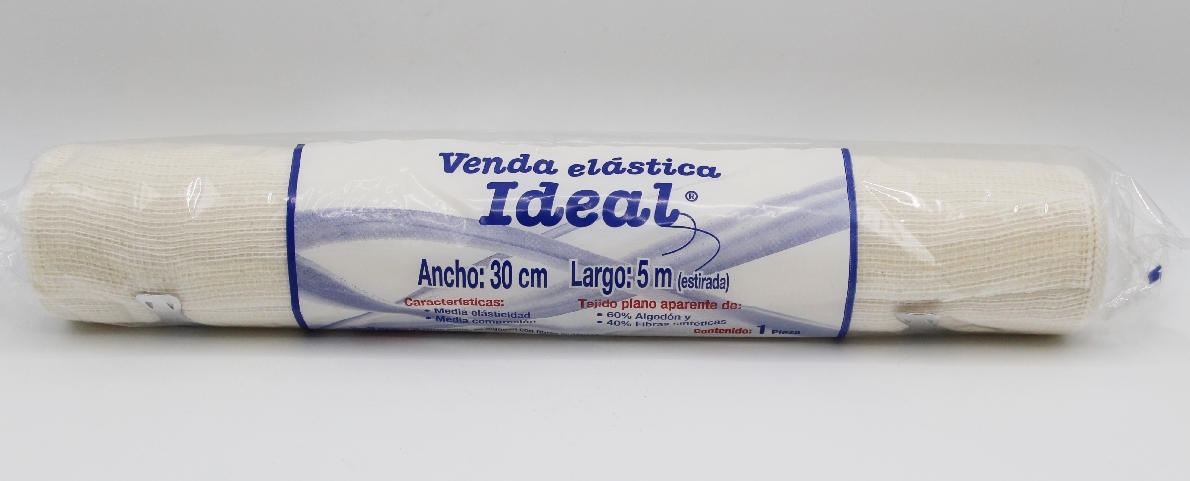 Venda elástica
Ideal®
Ancho: 30 cm Largo: 5 m (estirada)
Características: Tejido plano aparente de:
• Media elásticidad • 60% Algodón y
• Media compresión • 40% Fibras sintéticas
Contenido: 1 Pieza